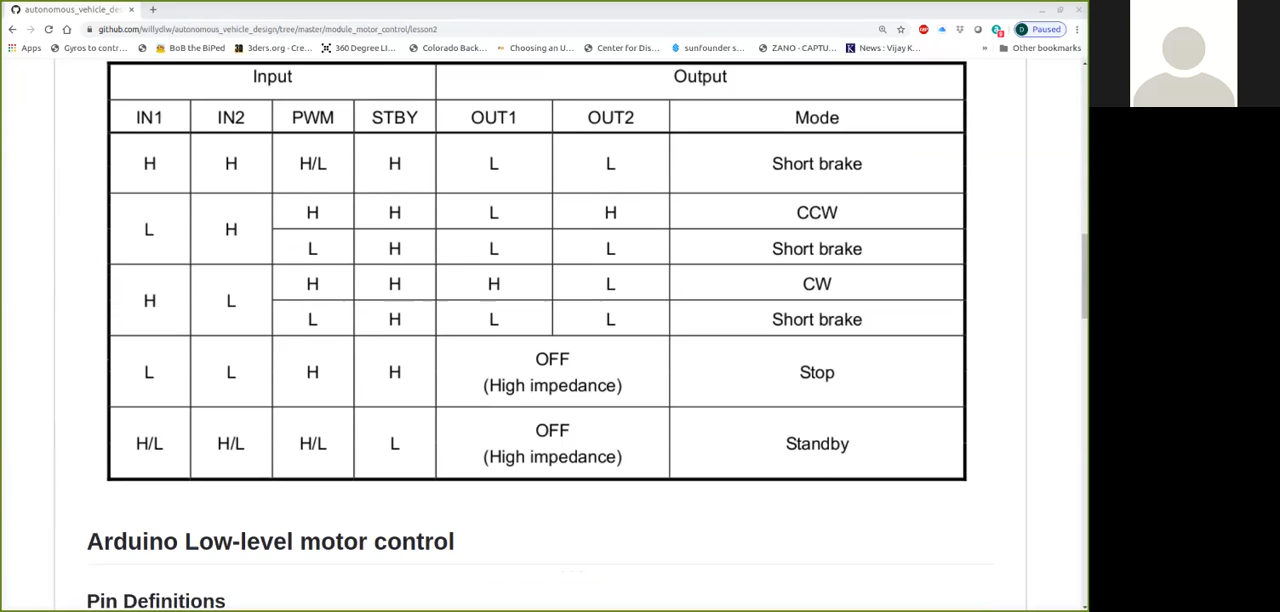 autonomous_vehicle_des
github.com/willydlw/autonomous_vehicle_design/tree/master/module_motor_control/lesson2
Paused
Apps Gyros to contr... BoB the BiPed 3ders.org - Cre... 360 Degree LI... Colorado Back... Choosing an U... Center for Dis... sunfounder s... ZANO - CAPTU... News : Vijay K... » Other bookmarks
Input Output
IN1 IN2 PWM STBY OUT1 OUT2 Mode
H H H/L H L L Short brake
L H H H L H CCW
L H L L Short brake
H L H H H L CW
L H L L Short brake
L L H H OFF (High impedance) Stop
H/L H/L H/L L OFF (High impedance) Standby
Arduino Low-level motor control
Pin Definitions